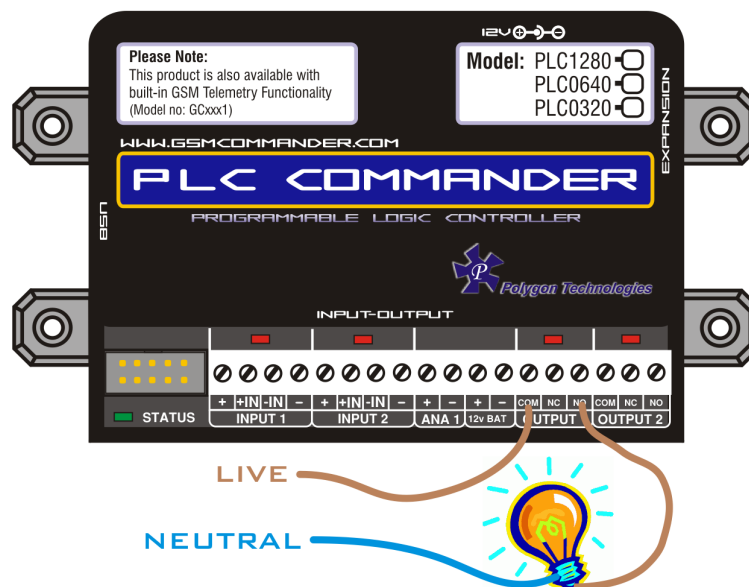 12V
Please Note:
This product is also available with
built-in GSM Telemetry Functionality
(Model no: GCxxx1)
Model: PLC1280
PLC0640
PLC0320
EXPANSION
WWW.GSMCOMMANDER.COM
PLC COMMANDER
PROGRAMMABLE LOGIC CONTROLLER
USB
P
Polygon Technologies
INPUT-OUTPUT
+ +IN -IN - + +IN -IN - + - + - COM NC NO COM NC NO
STATUS INPUT 1 INPUT 2 ANA 1 12v BAT OUTPUT OUTPUT 2
LIVE
NEUTRAL